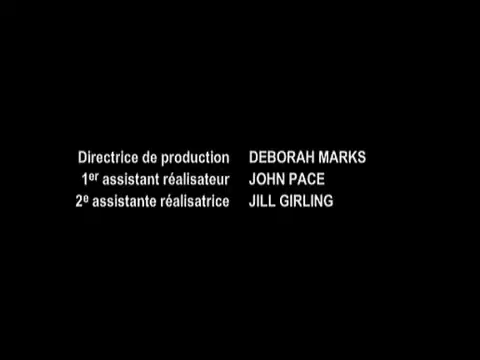 Directrice de production DEBORAH MARKS
1er assistant réalisateur JOHN PACE
2e assistante réalisatrice JILL GIRLING